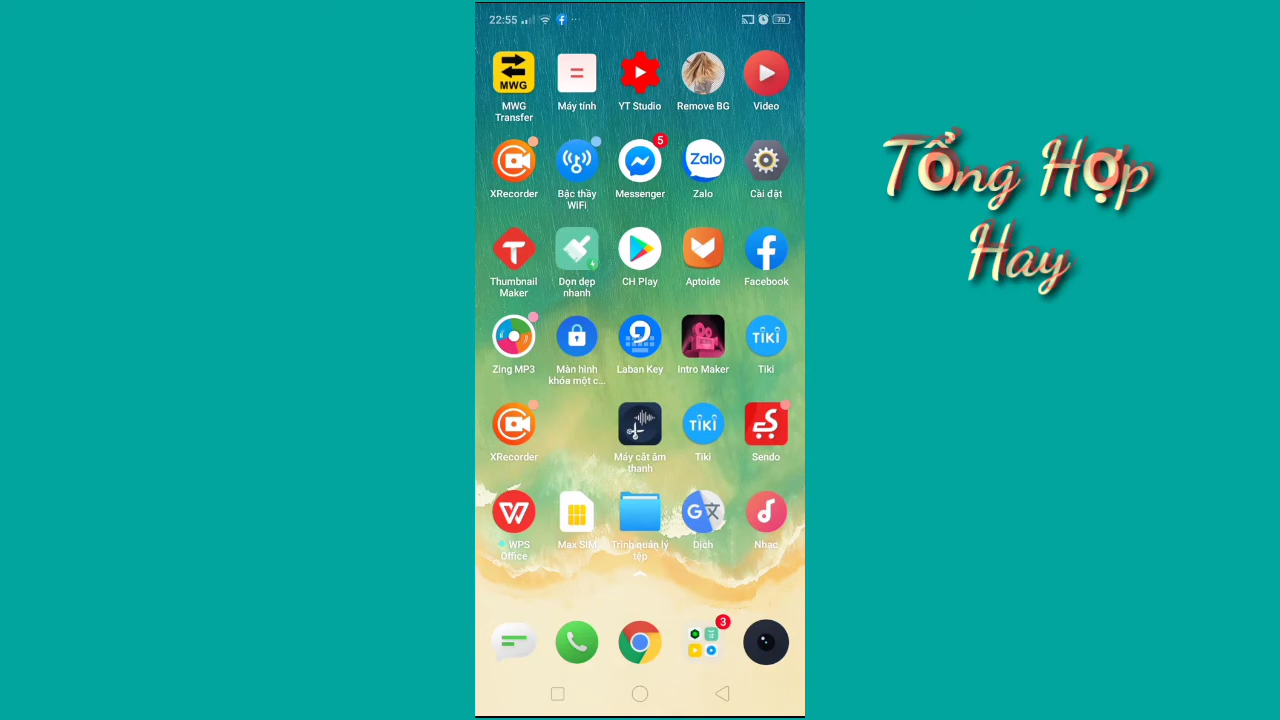 22:55
70
MWG
MWG Transfer
Máy tính
YT Studio
Remove BG
Video
5
Zalo
XRecorder
Bậc thầy WiFi
Messenger
Zalo
Cài đặt
Thumbnail Maker
Dọn dẹp nhanh
CH Play
Aptoide
Facebook
TiKi
Zing MP3
Màn hình khóa một c...
Laban Key
Intro Maker
Tiki
TiKi
XRecorder
Máy cắt âm thanh
Tiki
Sendo
WPS Office
Max SIM
Trình quản lý tệp
Dịch
Nhạc
3
Tổng Hợp
Hay